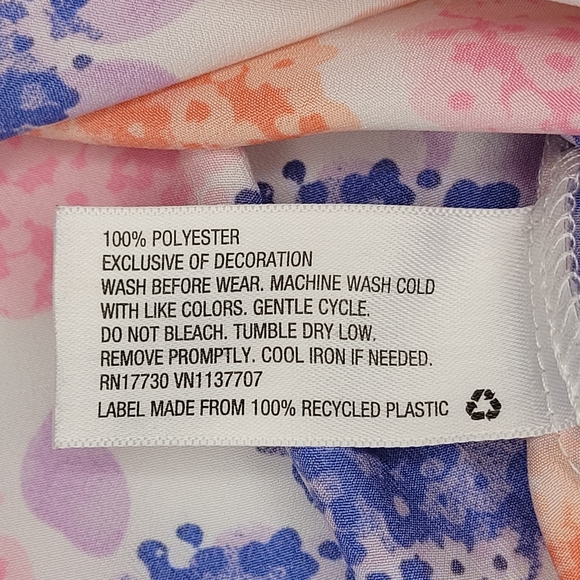 100% POLYESTER
EXCLUSIVE OF DECORATION
WASH BEFORE WEAR. MACHINE WASH COLD
WITH LIKE COLORS. GENTLE CYCLE.
DO NOT BLEACH. TUMBLE DRY LOW.
REMOVE PROMPTLY. COOL IRON IF NEEDED.
RN17730 VN1137707
LABEL MADE FROM 100% RECYCLED PLASTIC